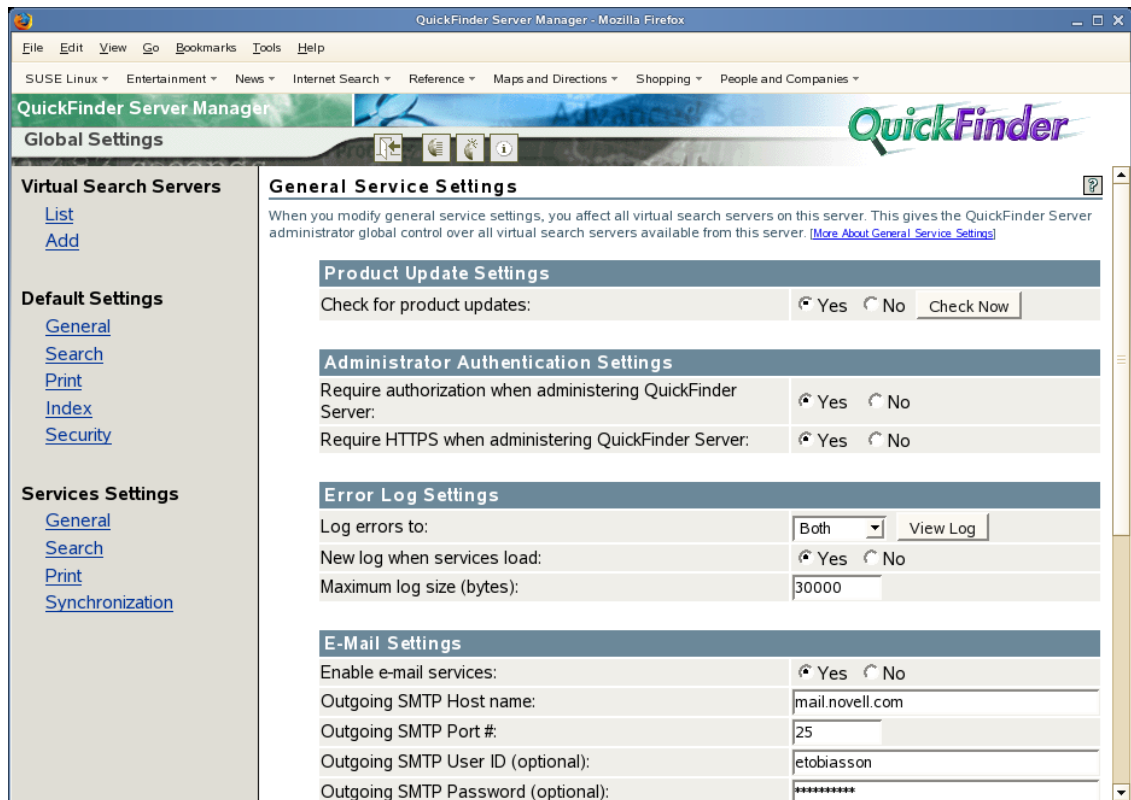 QuickFinder Server Manager - Mozilla Firefox
File Edit View Go Bookmarks Tools Help
SUSE Linux Entertainment News Internet Search Reference Maps and Directions Shopping People and Companies
QuickFinder Server Manager
Advanced Sea
QuickFinder
Global Settings
Virtual Search Servers
List
Add
Default Settings
General
Search
Print
Index
Security
Services Settings
General
Search
Print
Synchronization
General Service Settings
?
When you modify general service settings, you affect all virtual search servers on this server. This gives the QuickFinder Server
administrator global control over all virtual search servers available from this server. [More About General Service Settings]
Product Update Settings
Check for product updates: Yes No Check Now
Administrator Authentication Settings
Require authorization when administering QuickFinder
Server: Yes No
Require HTTPS when administering QuickFinder Server: Yes No
Error Log Settings
Log errors to: Both View Log
New log when services load: Yes No
Maximum log size (bytes): 30000
E-Mail Settings
Enable e-mail services: Yes No
Outgoing SMTP Host name: mail.novell.com
Outgoing SMTP Port #: 25
Outgoing SMTP User ID (optional): etobiasson
Outgoing SMTP Password (optional): **********